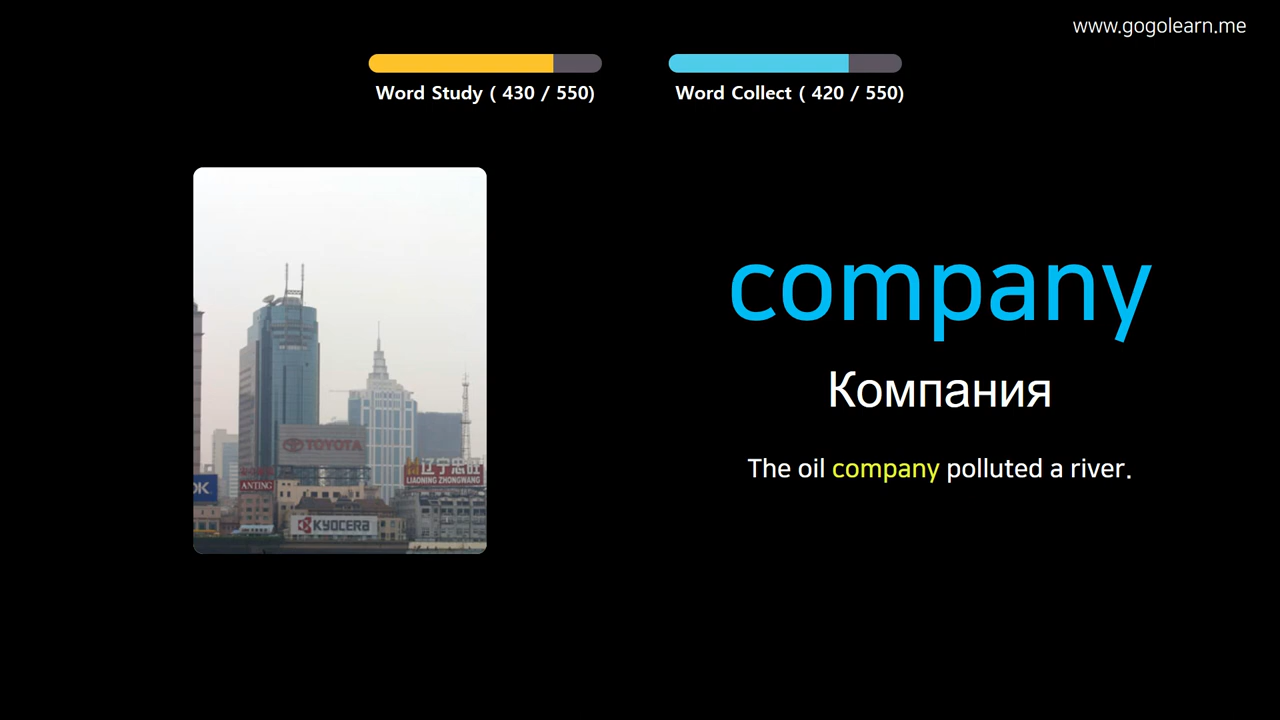 www.gogolearn.me
Word Study ( 430 / 550)
Word Collect ( 420 / 550)
company
Компания
The oil company polluted a river.
TOYOTA
辽宁忠旺
LIAONING ZHONGWANG
OK
ANTING
KYOCERA